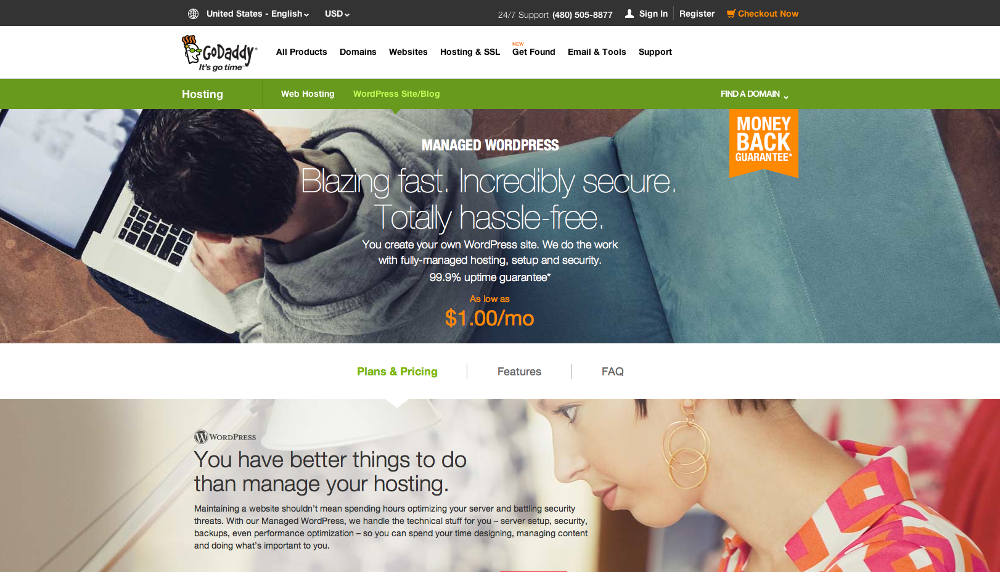 United States - English
USD
24/7 Support (480) 505-8877
Sign In
Register
Checkout Now
GoDaddy
It's go time
All Products
Domains
Websites
Hosting & SSL
NEW
Get Found
Email & Tools
Support
Hosting
Web Hosting
WordPress Site/Blog
FIND A DOMAIN
MONEY
BACK
GUARANTEE*
MANAGED WORDPRESS
Blazing fast. Incredibly secure.
Totally hassle-free.
You create your own WordPress site. We do the work
with fully-managed hosting, setup and security.
99.9% uptime guarantee*
As low as
$1.00/mo
Plans & Pricing
Features
FAQ
WORDPRESS
You have better things to do
than manage your hosting.
Maintaining a website shouldn't mean spending hours optimizing your server and battling security
threats. With our Managed WordPress, we handle the technical stuff for you – server setup, security,
backups, even performance optimization – so you can spend your time designing, managing content
and doing what's important to you.